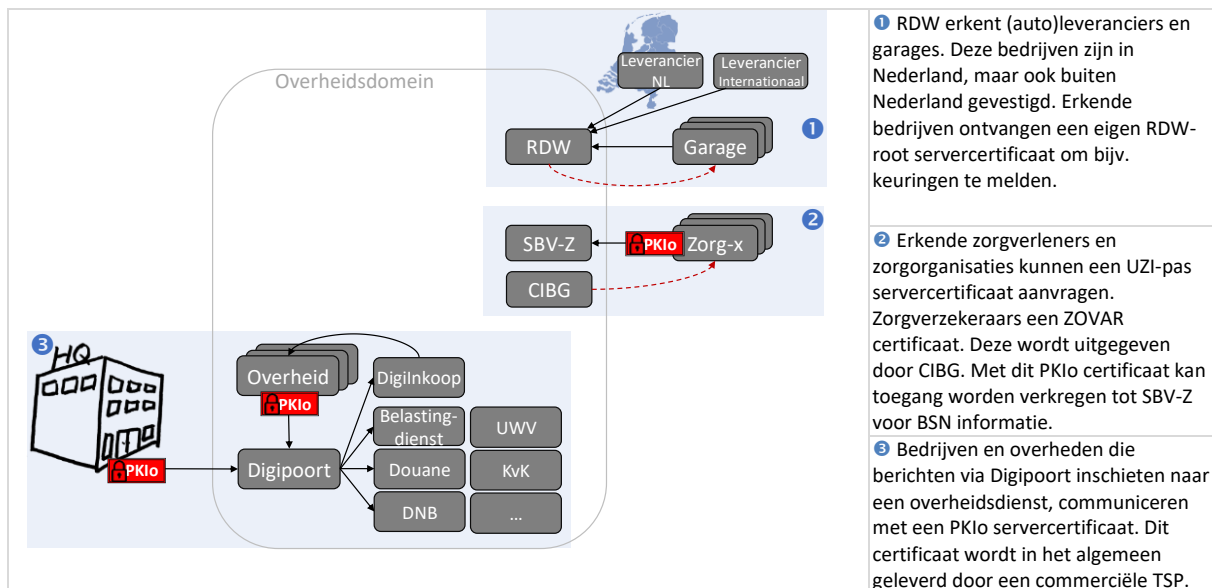 Overheidsdomein
Leverancier
NL
Leverancier
Internationaal
RDW
Garage
❶
❷
SBV-Z
PKIo
Zorg-x
CIBG
❸
HQ
Overheid
PKIo
DigiInkoop
Belasting-
dienst
UWV
PKIo
Digipoort
Douane
KvK
DNB
...
❶ RDW erkent (auto)leveranciers en
garages. Deze bedrijven zijn in
Nederland, maar ook buiten
Nederland gevestigd. Erkende
bedrijven ontvangen een eigen RDW-
root servercertificaat om bijv.
keuringen te melden.
❷ Erkende zorgverleners en
zorgorganisaties kunnen een UZI-pas
servercertificaat aanvragen.
Zorgverzekeraars een ZOVAR
certificaat. Deze wordt uitgegeven
door CIBG. Met dit PKIo certificaat kan
toegang worden verkregen tot SBV-Z
voor BSN informatie.
❸ Bedrijven en overheden die
berichten via Digipoort inschieten naar
een overheidsdienst, communiceren
met een PKIo servercertificaat. Dit
certificaat wordt in het algemeen
geleverd door een commerciële TSP.